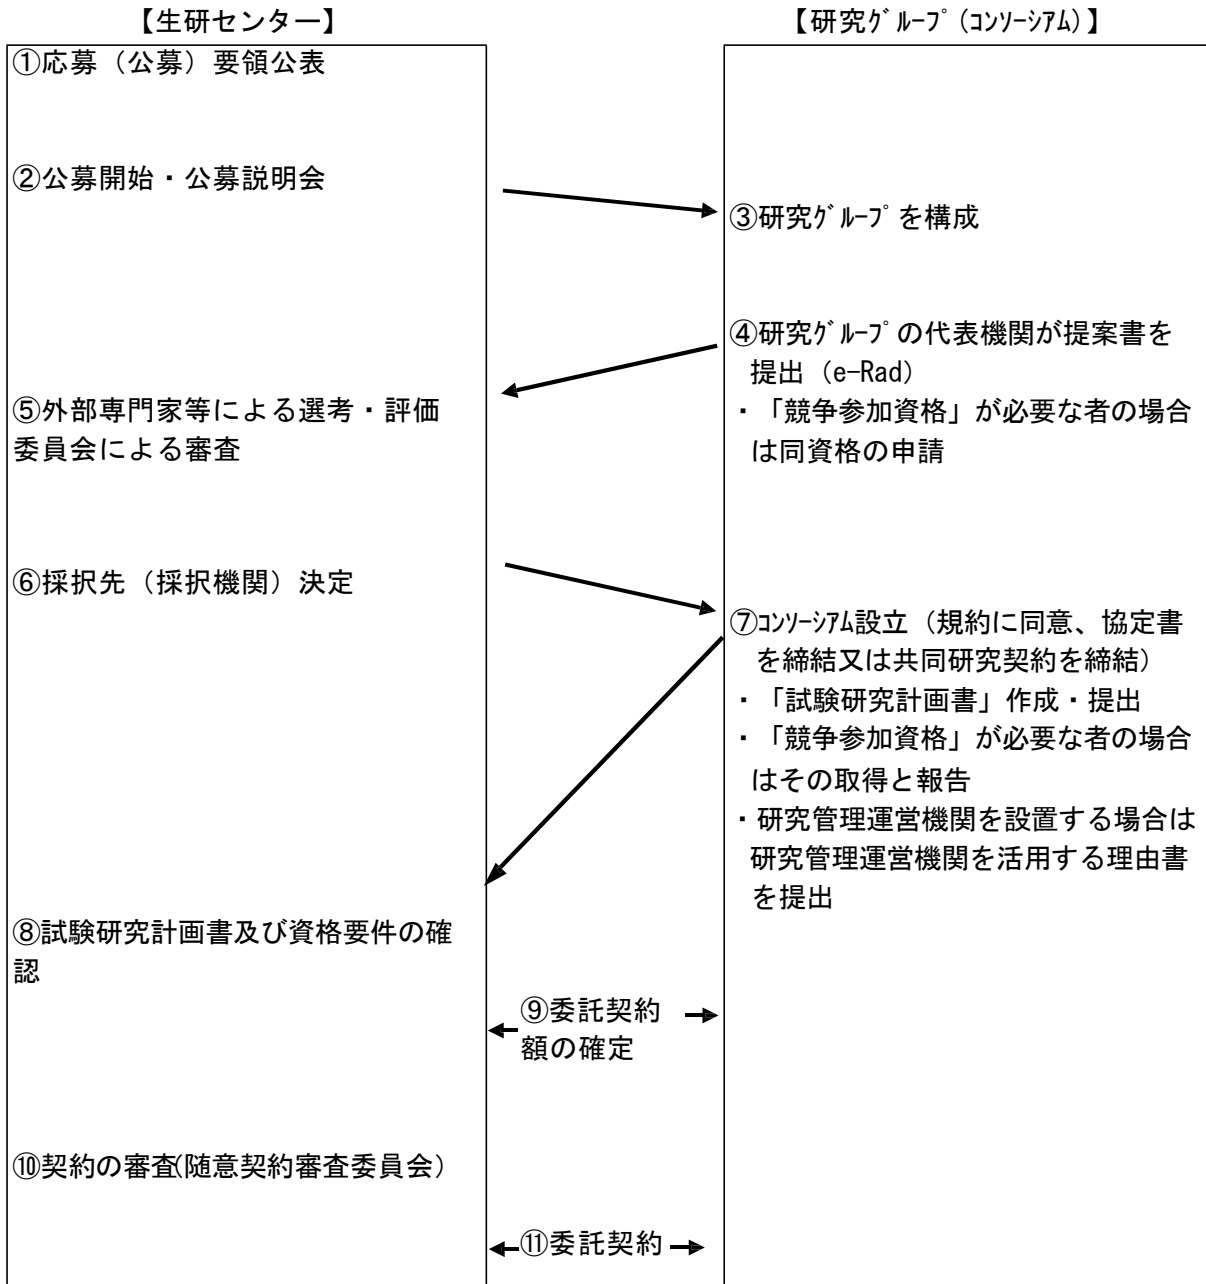 【生研センター】
【研究ｸﾞﾙｰﾌﾟ(ｺﾝｿｰｼｱﾑ)】
①応募（公募）要領公表
②公募開始・公募説明会
③研究ｸﾞﾙｰﾌﾟを構成
④研究ｸﾞﾙｰﾌﾟの代表機関が提案書を
提出（e-Rad）
・「競争参加資格」が必要な者の場合
は同資格の申請
⑤外部専門家等による選考・評価
委員会による審査
⑥採択先（採択機関）決定
⑦ｺﾝｿｰｼｱﾑ設立（規約に同意、協定書
を締結又は共同研究契約を締結）
・「試験研究計画書」作成・提出
・「競争参加資格」が必要な者の場合
はその取得と報告
・研究管理運営機関を設置する場合は
研究管理運営機関を活用する理由書
を提出
⑧試験研究計画書及び資格要件の確
認
⑨委託契約
額の確定
⑩契約の審査(随意契約審査委員会）
⑪委託契約